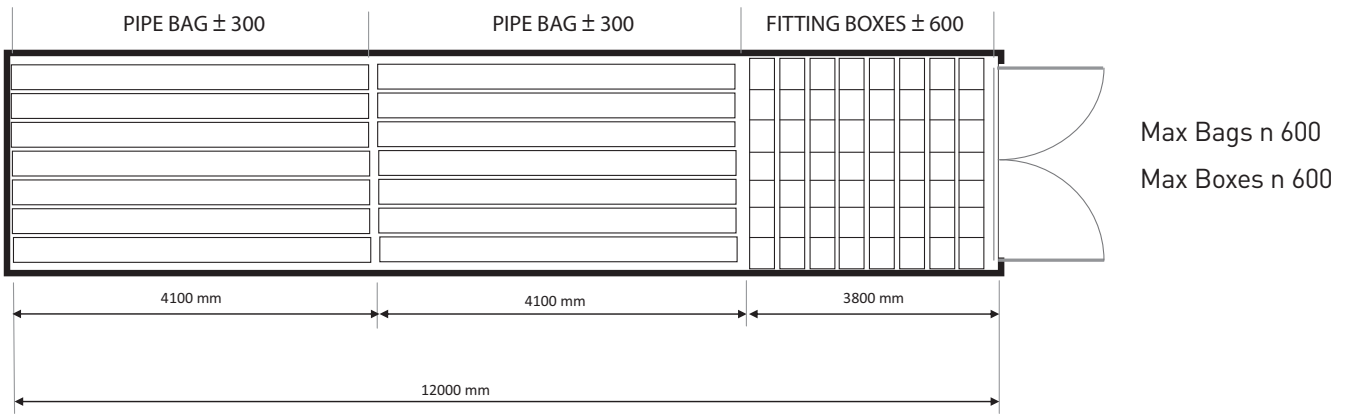 PIPE BAG ± 300
PIPE BAG ± 300
FITTING BOXES ± 600
Max Bags n 600
Max Boxes n 600
4100 mm
4100 mm
3800 mm
12000 mm